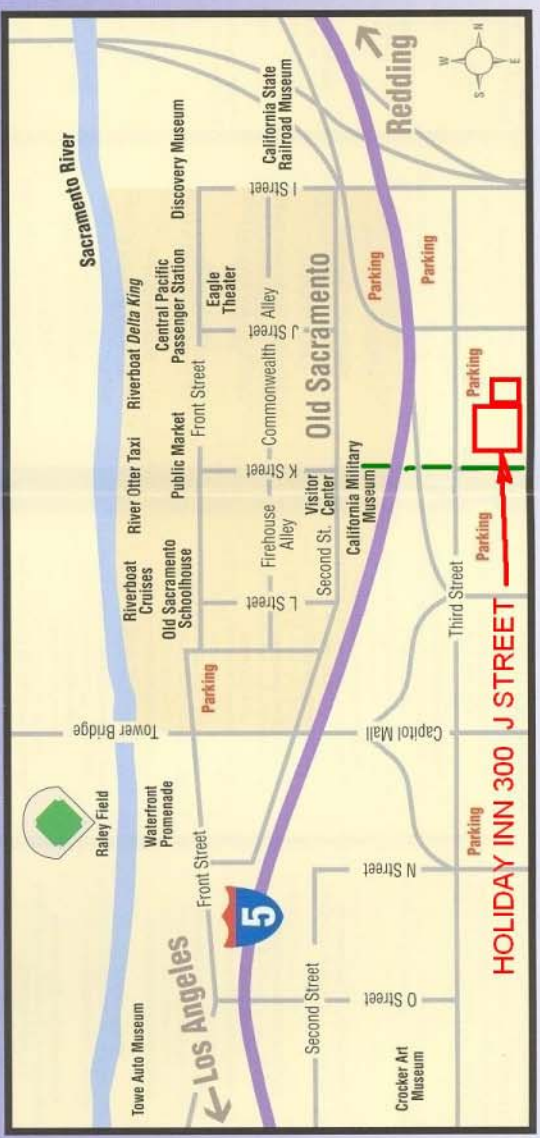 Sacramento River
Discovery Museum
California State
Railroad Museum
Redding
N
W
E
S
I Street
Riverboat Delta King
Central Pacific
Passenger Station
Eagle
Theater
Alley
J Street
Old Sacramento
Parking
Parking
River Otter Taxi
Public Market
Front Street
Commonwealth
K Street
Visitor
Center
California Military
Museum
Parking
Riverboat
Cruises
Old Sacramento
Schoolhouse
Firehouse
Alley
L Street
Second St.
Parking
Third Street
Parking
Tower Bridge
Capitol Mall
Raley Field
Waterfront
Promenade
Front Street
5
N Street
Parking
HOLIDAY INN 300 J STREET
Towe Auto Museum
Los Angeles
Second Street
O Street
Crocker Art
Museum